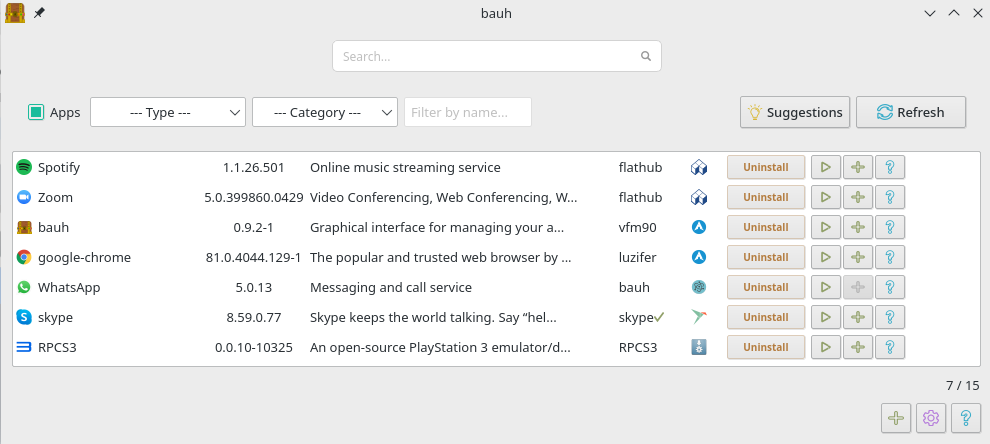 bauh
Search...
Apps --- Type --- --- Category --- Filter by name... Suggestions Refresh
Spotify 1.1.26.501 Online music streaming service flathub Uninstall
Zoom 5.0.399860.0429 Video Conferencing, Web Conferencing, W... flathub Uninstall
bauh 0.9.2-1 Graphical interface for managing your a... vfm90 Uninstall
google-chrome 81.0.4044.129-1 The popular and trusted web browser by ... luzifer Uninstall
WhatsApp 5.0.13 Messaging and call service bauh Uninstall
skype 8.59.0.77 Skype keeps the world talking. Say “hel... skype Uninstall
RPCS3 0.0.10-10325 An open-source PlayStation 3 emulator/d... RPCS3 Uninstall
7 / 15